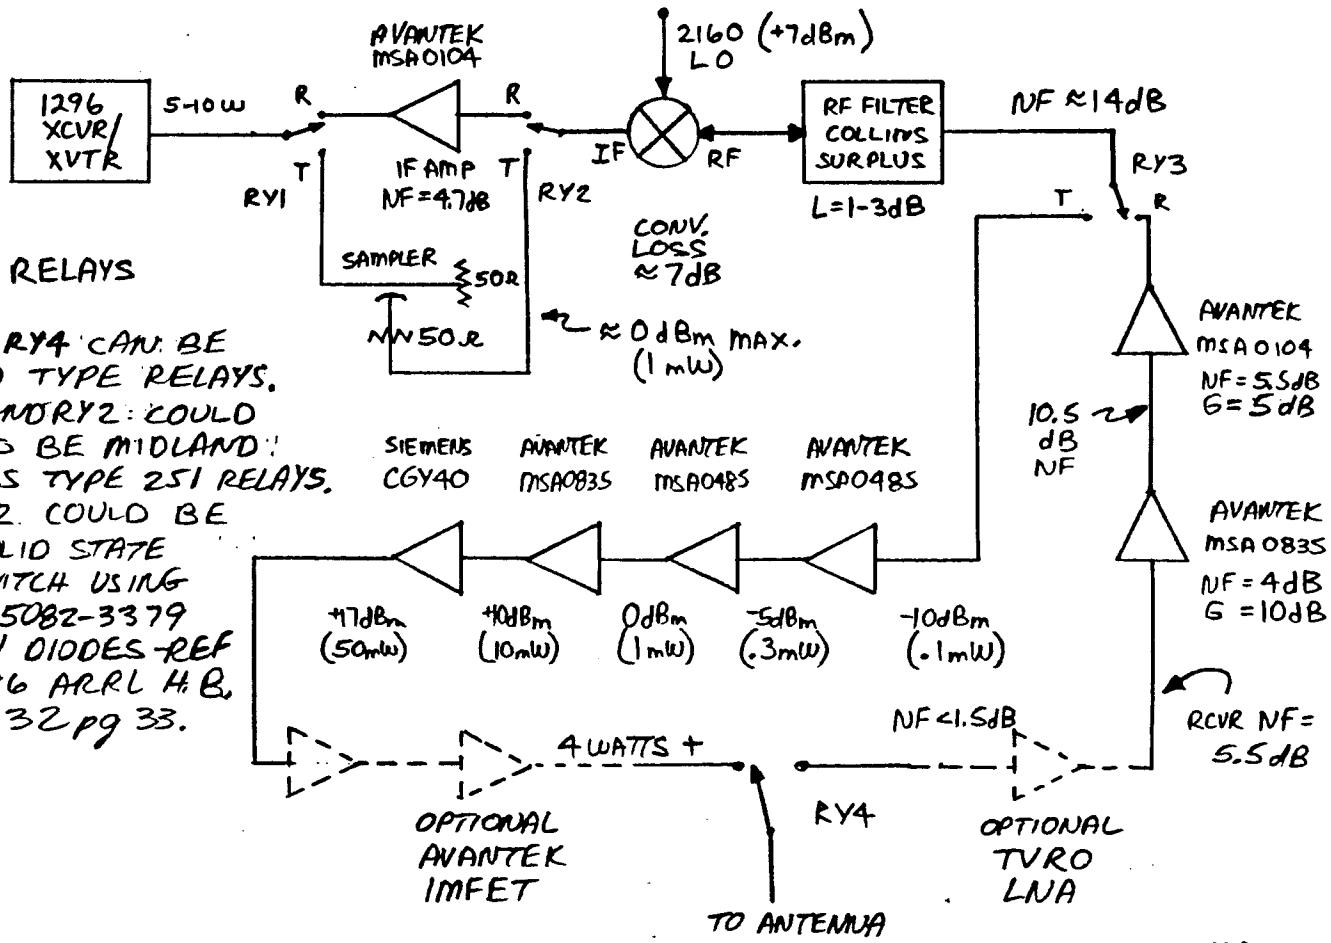 AVANTEK
MSA0104
2160 (+7dBm)
LO
1296
XCVR/
XVTR
5-10W
R
T
RY1
IF AMP
NF=4.7dB
R
T
RY2
IF
RF
CONV.
LOSS
≈7dB
RF FILTER
COLLINS
SURPLUS
L=1-3dB
NF ≈14dB
RY3
T
R
SAMPLER
50Ω
50Ω
≈0dBm MAX.
(1mW)
RELAYS
RY4 CAN BE
TYPE RELAYS.
RY2: COULD
BE MIDLAND
TYPE 251 RELAYS.
COULD BE
STATE
USING
5082-3379
DIODES-REF
ARRL H.B.
32 pg 33.
AVANTEK
MSA0104
NF=5.5dB
G=5dB
10.5
dB
NF
AVANTEK
MSA0835
NF=4dB
G=10dB
RCVR NF=
5.5dB
SIEMENS
CGY40
AVANTEK
MSA0835
AVANTEK
MSA0485
AVANTEK
MSA0485
+17dBm
(50mW)
+10dBm
(10mW)
0dBm
(1mW)
-5dBm
(.3mW)
-10dBm
(.1mW)
4 WATTS +
NF<1.5dB
RY4
OPTIONAL
AVANTEK
IMFET
OPTIONAL
TVRO
LNA
TO ANTENNA